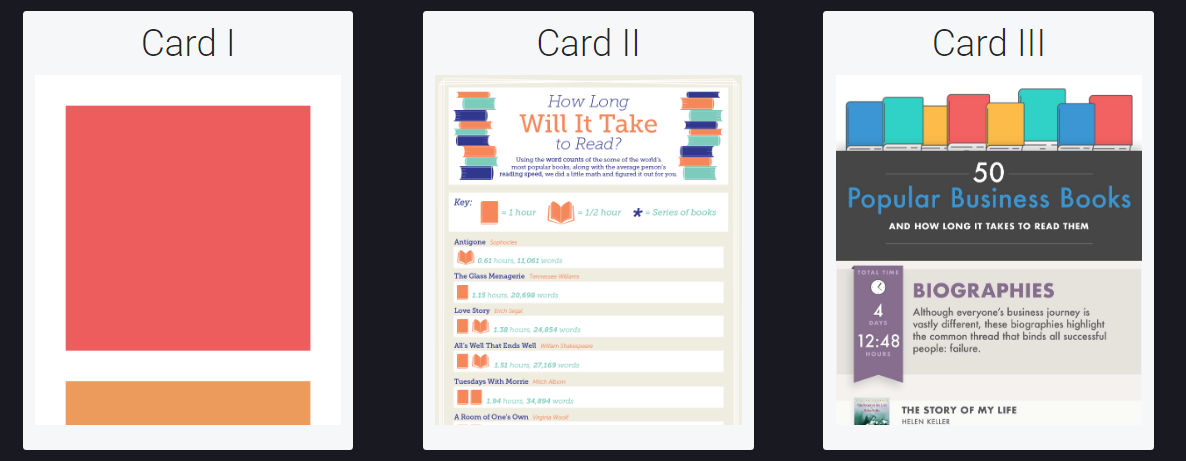 Card I
Card II
Card III
How Long
Will It Take
to Read?
Using the word counts of the some of the world's
most popular books, along with the average person's
reading speed, we did a little math and figured it out for you.
Key:
= 1 hour
= 1/2 hour
* = Series of books
Antigone Sophocles
0.61 hours, 11,061 words
The Glass Menagerie Tennessee Williams
1.15 hours, 20,698 words
Love Story Erich Segal
1.38 hours, 24,854 words
All's Well That Ends Well William Shakespeare
1.51 hours, 27,169 words
Tuesdays With Morrie Mitch Albom
1.94 hours, 34,894 words
A Room of One's Own Virginia Woolf
50
Popular Business Books
AND HOW LONG IT TAKES TO READ THEM
TOTAL TIME
4
DAYS
12:48
HOURS
BIOGRAPHIES
Although everyone's business journey is
vastly different, these biographies highlight
the common thread that binds all successful
people: failure.
THE STORY OF MY LIFE
HELEN KELLER